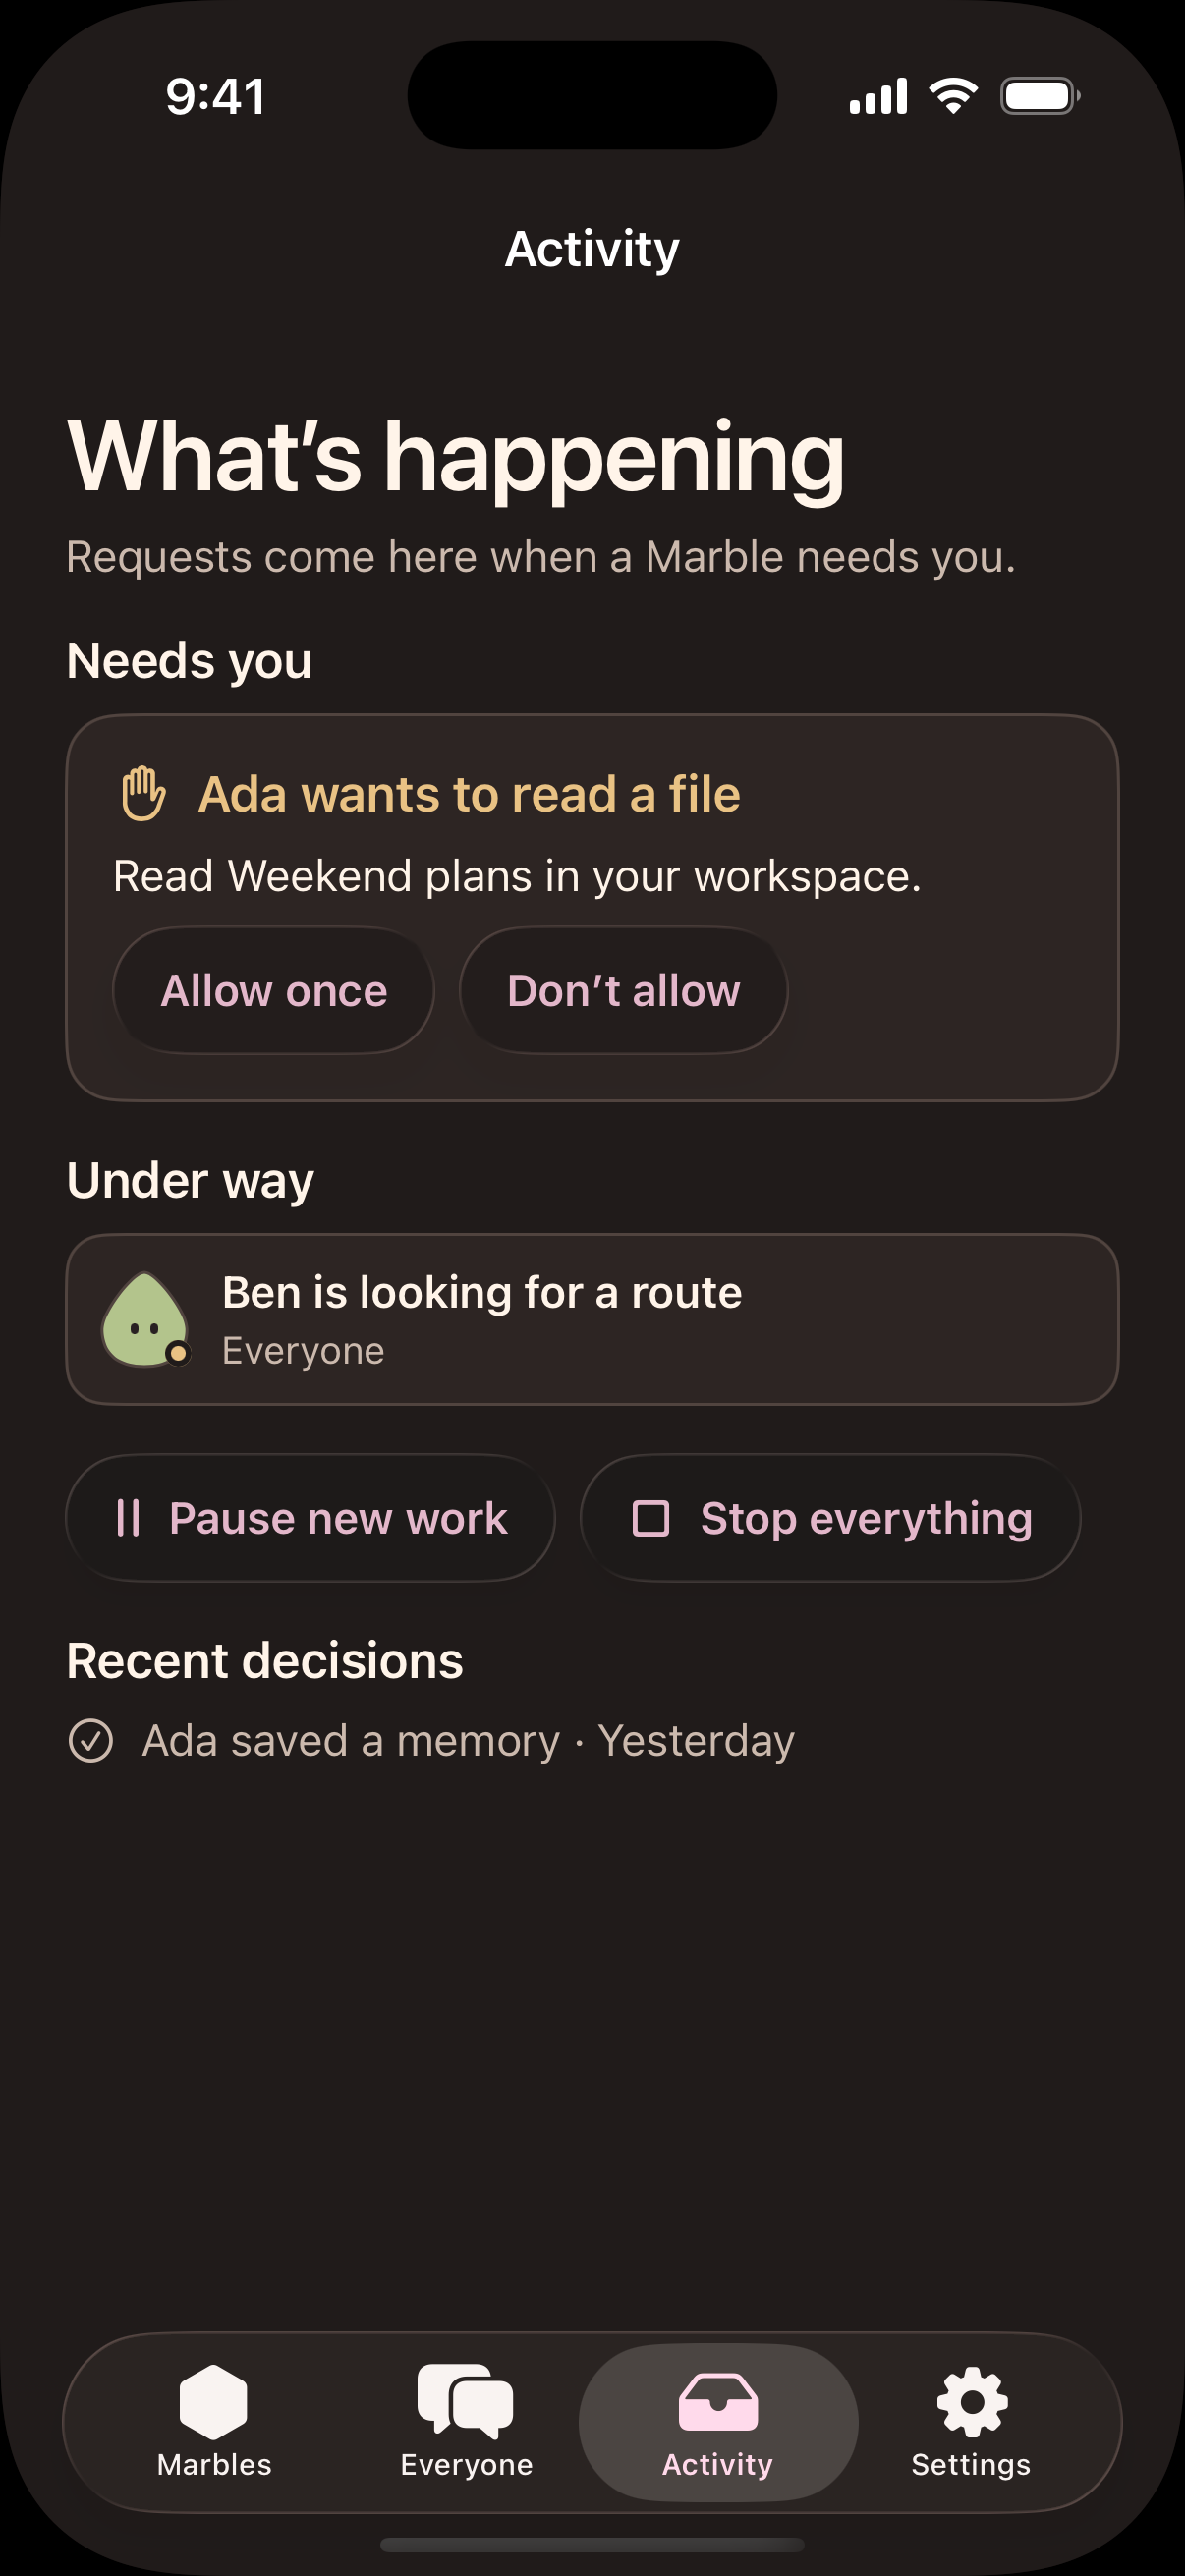 9:41
Activity
What’s happening
Requests come here when a Marble needs you.
Needs you
Ada wants to read a file
Read Weekend plans in your workspace.
Allow once
Don’t allow
Under way
Ben is looking for a route
Everyone
Pause new work
Stop everything
Recent decisions
Ada saved a memory · Yesterday
Marbles
Everyone
Activity
Settings